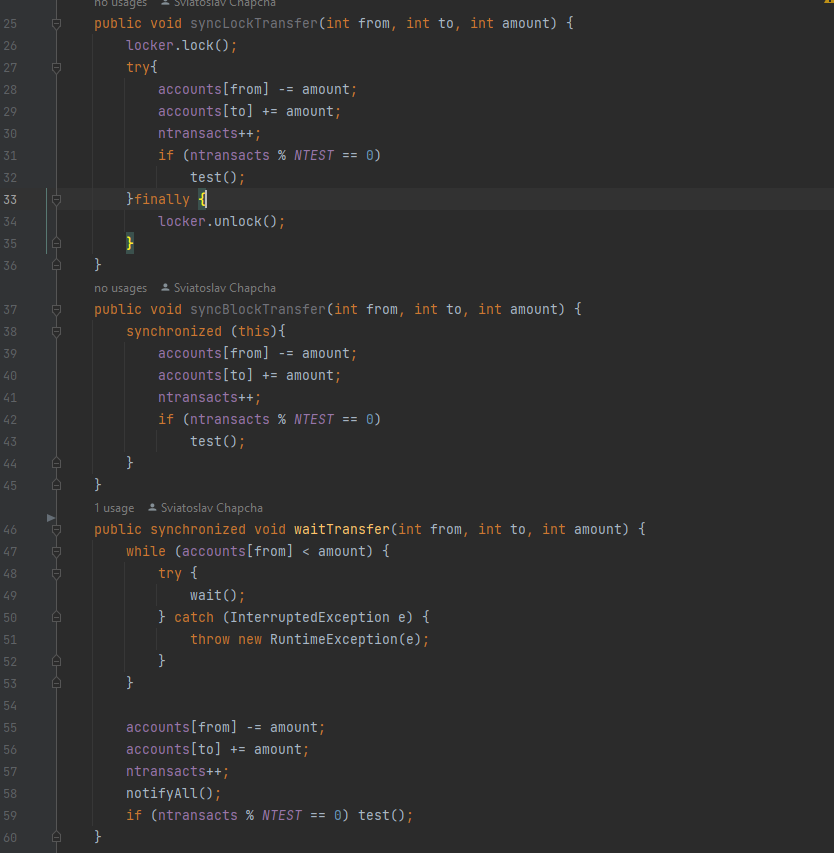 no usages Sviatoslav Chapcha
25 public void syncLockTransfer(int from, int to, int amount) {
26 locker.lock();
27 try{
28 accounts[from] -= amount;
29 accounts[to] += amount;
30 ntransacts++;
31 if (ntransacts % NTEST == 0)
32 test();
33 }finally {
34 locker.unlock();
35 }
36 }
no usages Sviatoslav Chapcha
37 public void syncBlockTransfer(int from, int to, int amount) {
38 synchronized (this){
39 accounts[from] -= amount;
40 accounts[to] += amount;
41 ntransacts++;
42 if (ntransacts % NTEST == 0)
43 test();
44 }
45 }
1 usage Sviatoslav Chapcha
46 public synchronized void waitTransfer(int from, int to, int amount) {
47 while (accounts[from] < amount) {
48 try {
49 wait();
50 } catch (InterruptedException e) {
51 throw new RuntimeException(e);
52 }
53 }
54
55 accounts[from] -= amount;
56 accounts[to] += amount;
57 ntransacts++;
58 notifyAll();
59 if (ntransacts % NTEST == 0) test();
60 }